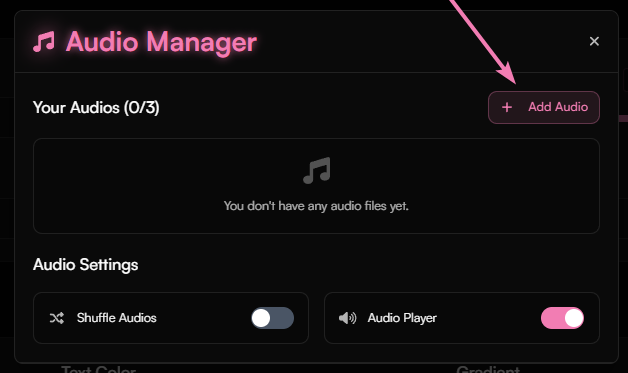 Audio Manager
Your Audios (0/3)
Add Audio
You don't have any audio files yet.
Audio Settings
Shuffle Audios
Audio Player
Text Color
Gradient